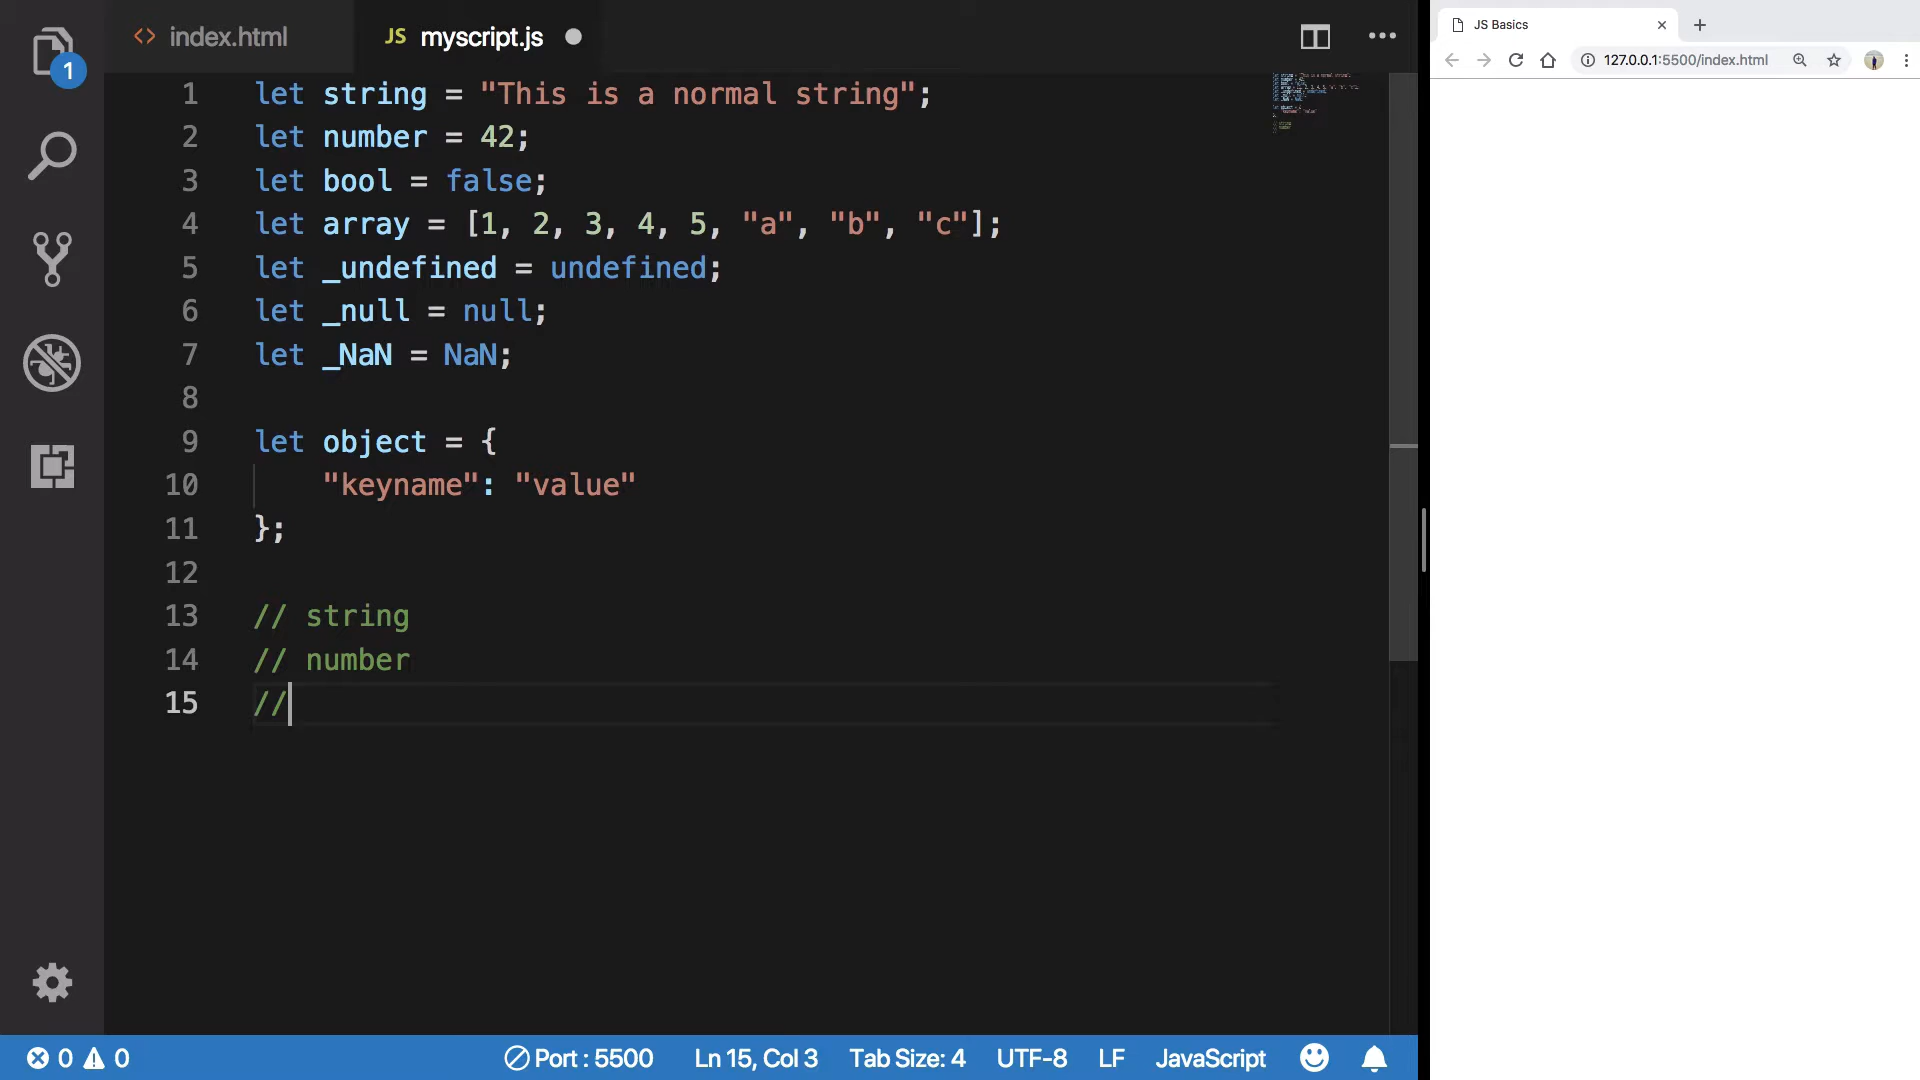 <> index.html
JS myscript.js
1
1 let string = "This is a normal string";
2 let number = 42;
3 let bool = false;
4 let array = [1, 2, 3, 4, 5, "a", "b", "c"];
5 let _undefined = undefined;
6 let _null = null;
7 let _NaN = NaN;
8
9 let object = {
10 "keyname": "value"
11 };
12
13 // string
14 // number
15 //
0 0
Port : 5500
Ln 15, Col 3
Tab Size: 4
UTF-8
LF
JavaScript
JS Basics
127.0.0.1:5500/index.html